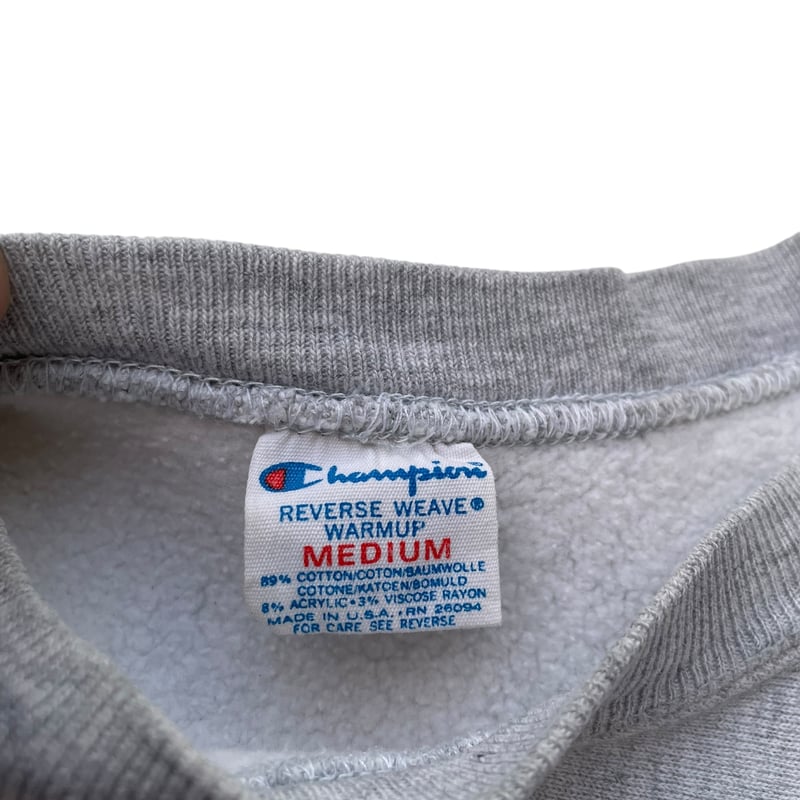 Champion
REVERSE WEAVE®
WARMUP
MEDIUM
89% COTTON/COTON/BAUMWOLLE
COTONE/KATOEN/BOMULD
8% ACRYLIC•3% VISCOSE RAYON
MADE IN U.S.A. •RN 26094
FOR CARE SEE REVERSE